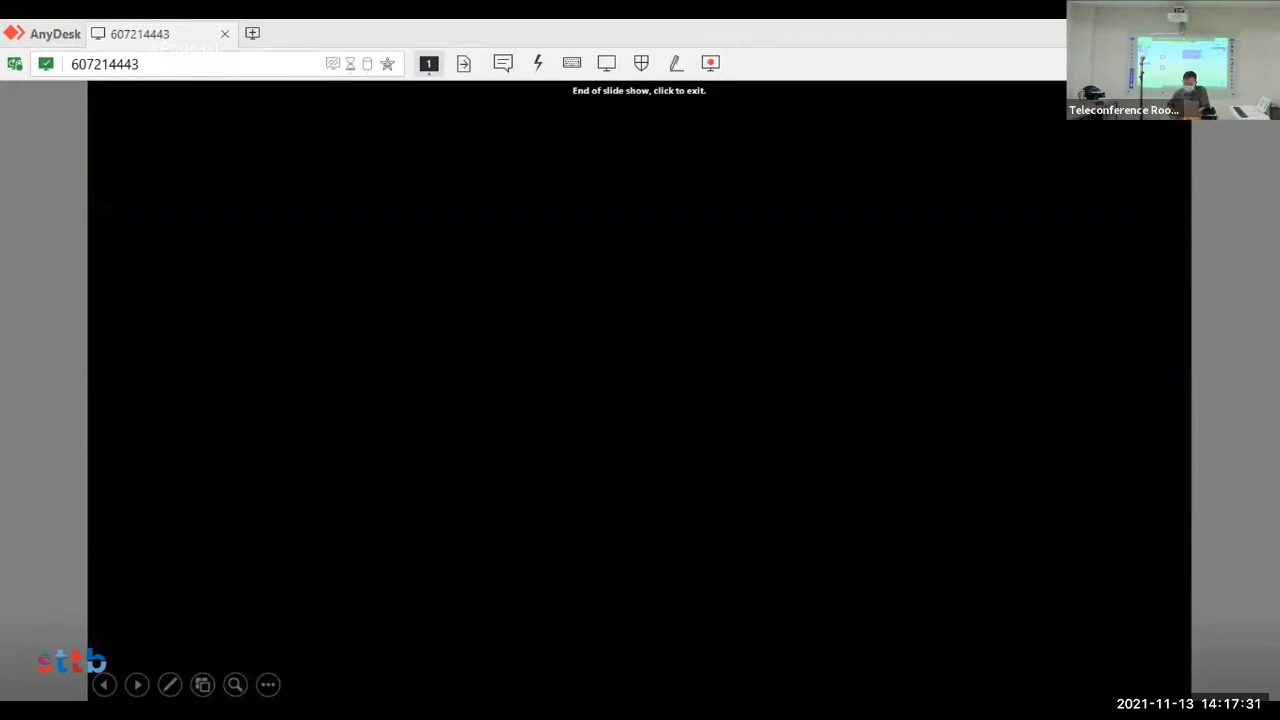 AnyDesk
607214443
#Podcast
607214443
1
End of slide show, click to exit.
Teleconference Roo...
sttb
2021-11-13 14:17:31